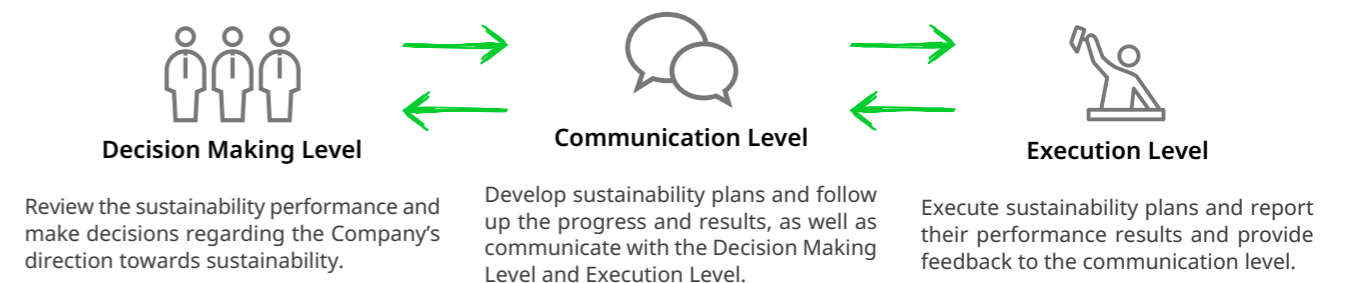 Decision Making Level
Review the sustainability performance and
make decisions regarding the Company's
direction towards sustainability.
Communication Level
Develop sustainability plans and follow
up the progress and results, as well as
communicate with the Decision Making
Level and Execution Level.
Execution Level
Execute sustainability plans and report
their performance results and provide
feedback to the communication level.